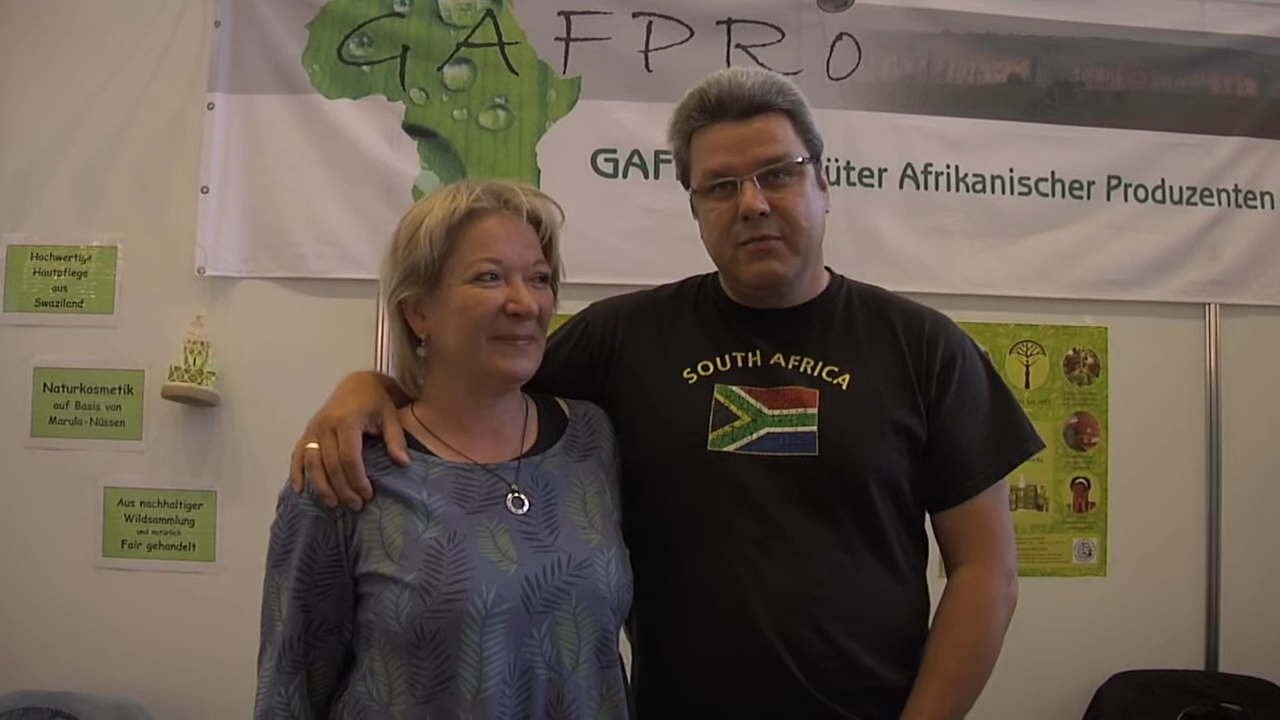 GAFPRO
GAF
üter Afrikanischer Produzenten
Hochwertige
Hautpflege
aus
Swaziland
Naturkosmetik
auf Basis von
Marula-Nüssen
Aus nachhaltiger
Wildsammlung
und natürlich
Fair gehandelt
SOUTH AFRICA